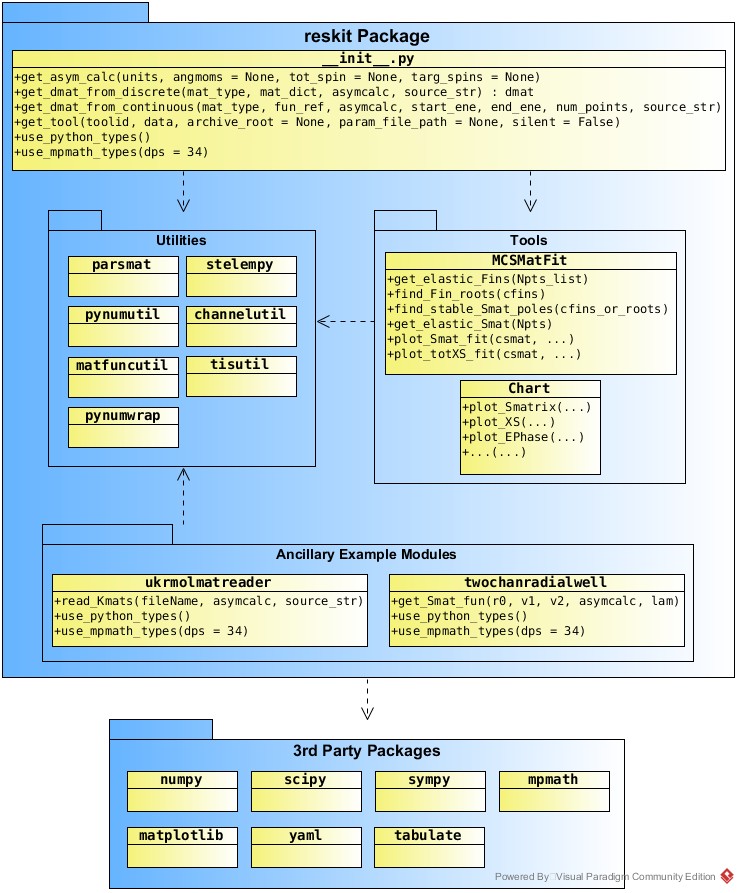 reskit Package
__init__.py
+get_asym_calc(units, angmoms = None, tot_spin = None, targ_spins = None)
+get_dmat_from_discrete(mat_type, mat_dict, asymcalc, source_str) : dmat
+get_dmat_from_continuous(mat_type, fun_ref, asymcalc, start_ene, end_ene, num_points, source_str)
+get_tool(toolid, data, archive_root = None, param_file_path = None, silent = False)
+use_python_types()
+use_mpmath_types(dps = 34)
Utilities
parsmat
stelempy
pynumutil
channelutil
matfuncutil
tisutil
pynumwrap
Tools
MCSMatFit
+get_elastic_Fins(Npts_list)
+find_Fin_roots(cfins)
+find_stable_Smat_poles(cfins_or_roots)
+get_elastic_Smat(Npts)
+plot_Smat_fit(csmat, ...)
+plot_totXS_fit(csmat, ...)
Chart
+plot_Smatrix(...)
+plot_XS(...)
+plot_EPhase(...)
+...(...)
Ancillary Example Modules
ukrmolmatreader
+read_Kmats(fileName, asymcalc, source_str)
+use_python_types()
+use_mpmath_types(dps = 34)
twochanradialwell
+get_Smat_fun(r0, v1, v2, asymcalc, lam)
+use_python_types()
+use_mpmath_types(dps = 34)
3rd Party Packages
numpy
scipy
sympy
mpmath
matplotlib
yaml
tabulate
Powered By Visual Paradigm Community Edition